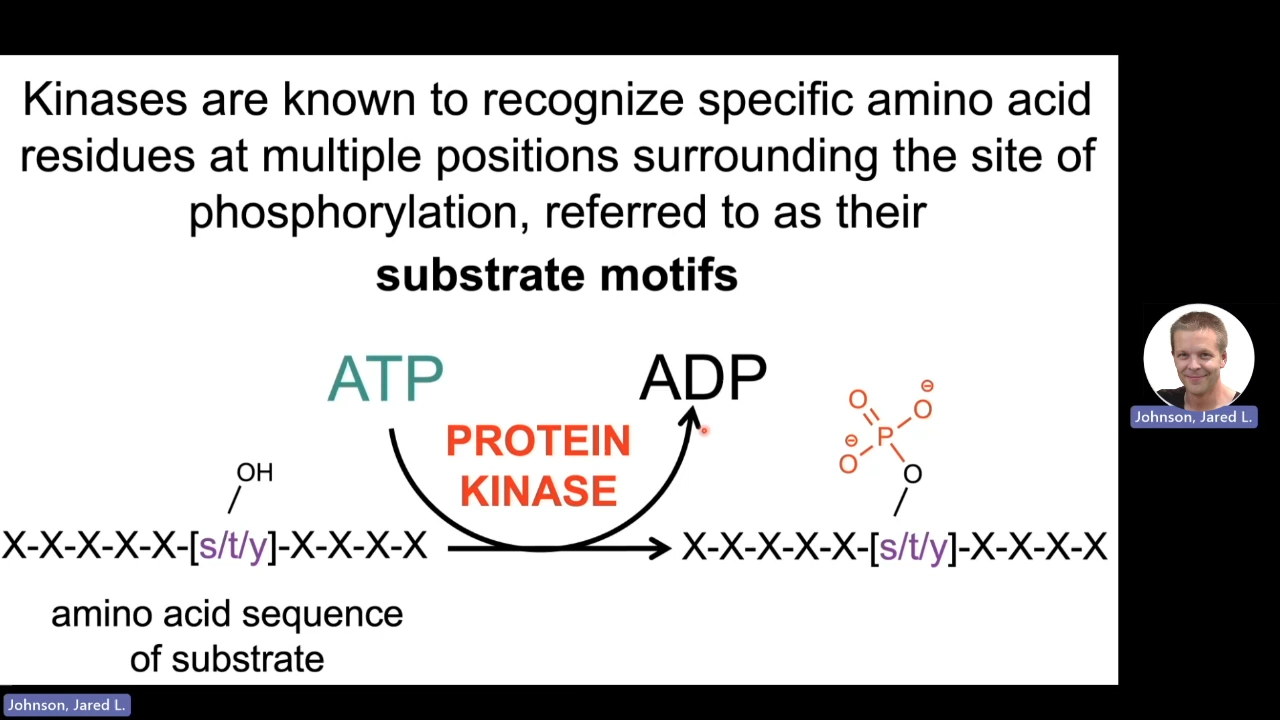 Kinases are known to recognize specific amino acid
residues at multiple positions surrounding the site of
phosphorylation, referred to as their
substrate motifs
ATP
ADP
PROTEIN
KINASE
OH
O
O
⊖
⊖
P
O
O
X-X-X-X-X-[s/t/y]-X-X-X-X
X-X-X-X-X-[s/t/y]-X-X-X-X
amino acid sequence
of substrate
Johnson, Jared L.
Johnson, Jared L.